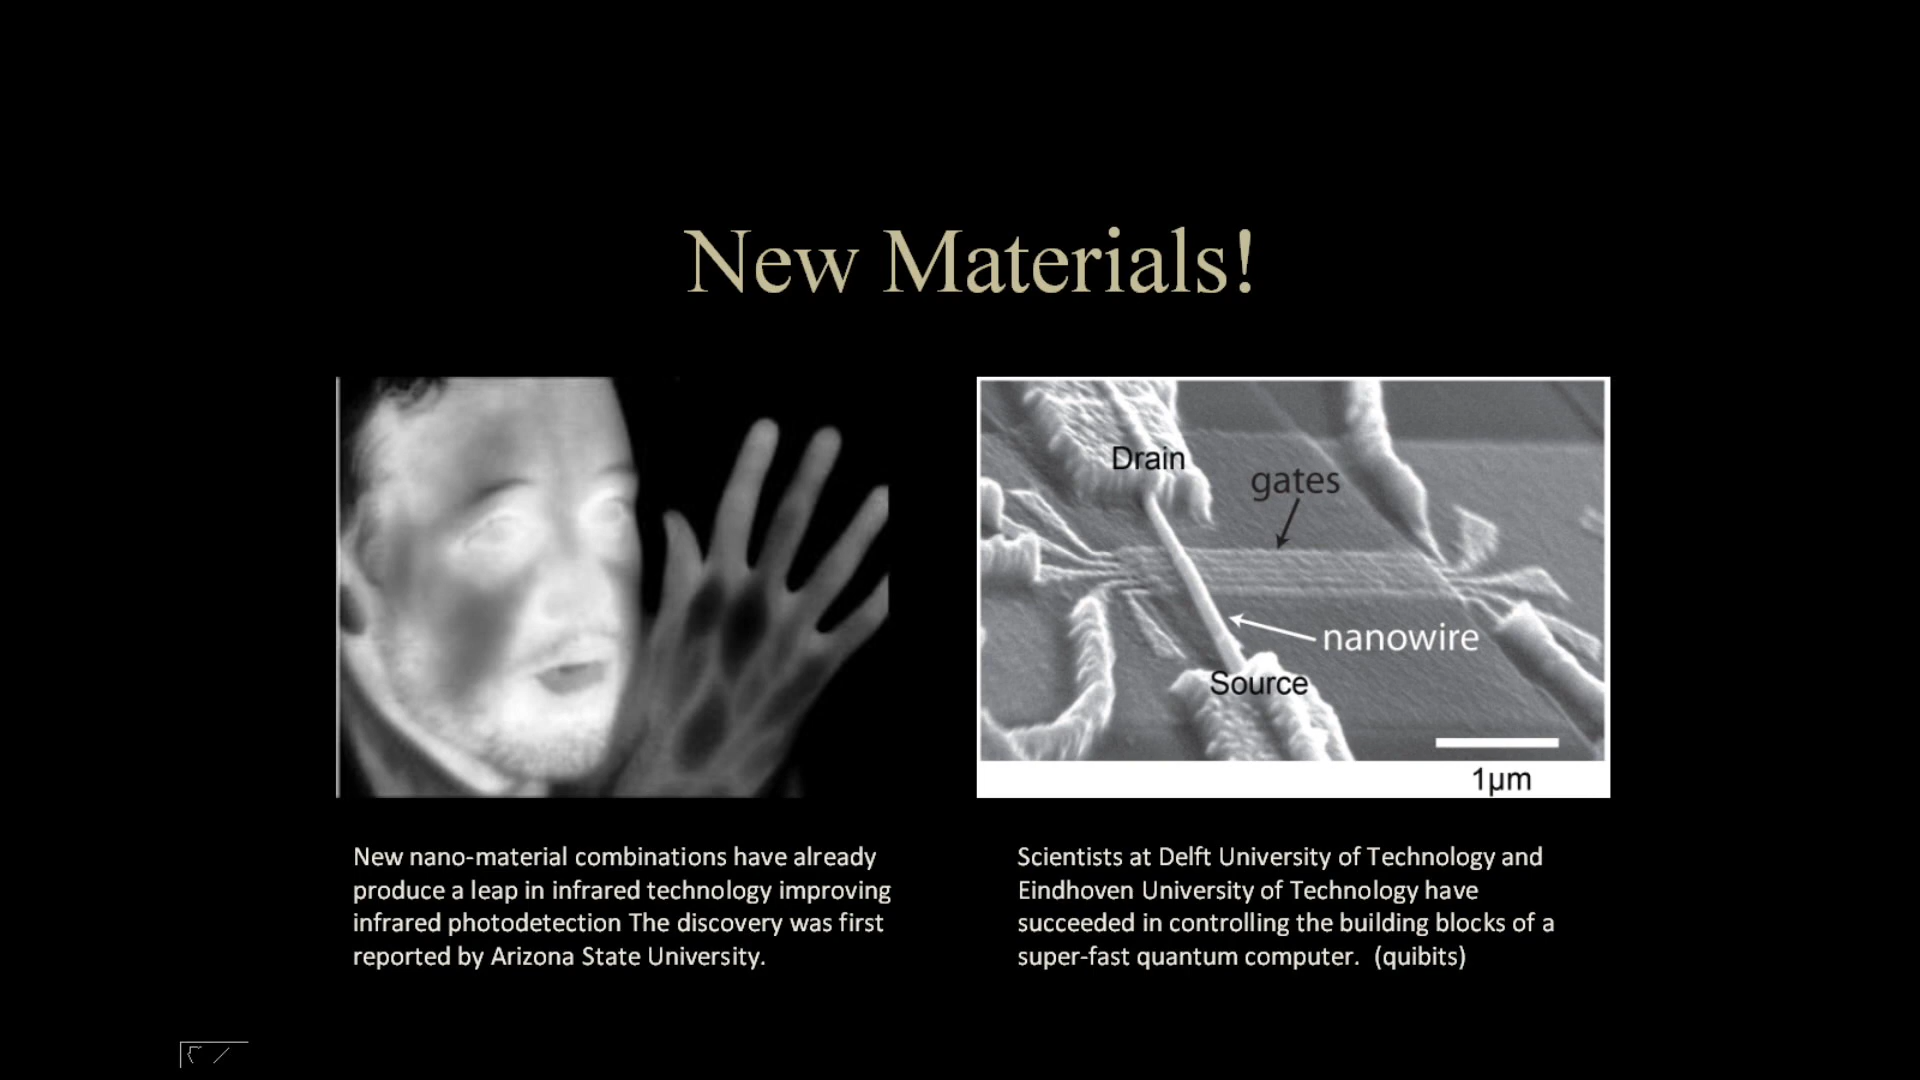 New Materials!
Drain
gates
nanowire
Source
1µm
New nano-material combinations have already
produce a leap in infrared technology improving
infrared photodetection The discovery was first
reported by Arizona State University.
Scientists at Delft University of Technology and
Eindhoven University of Technology have
succeeded in controlling the building blocks of a
super-fast quantum computer.  (quibits)